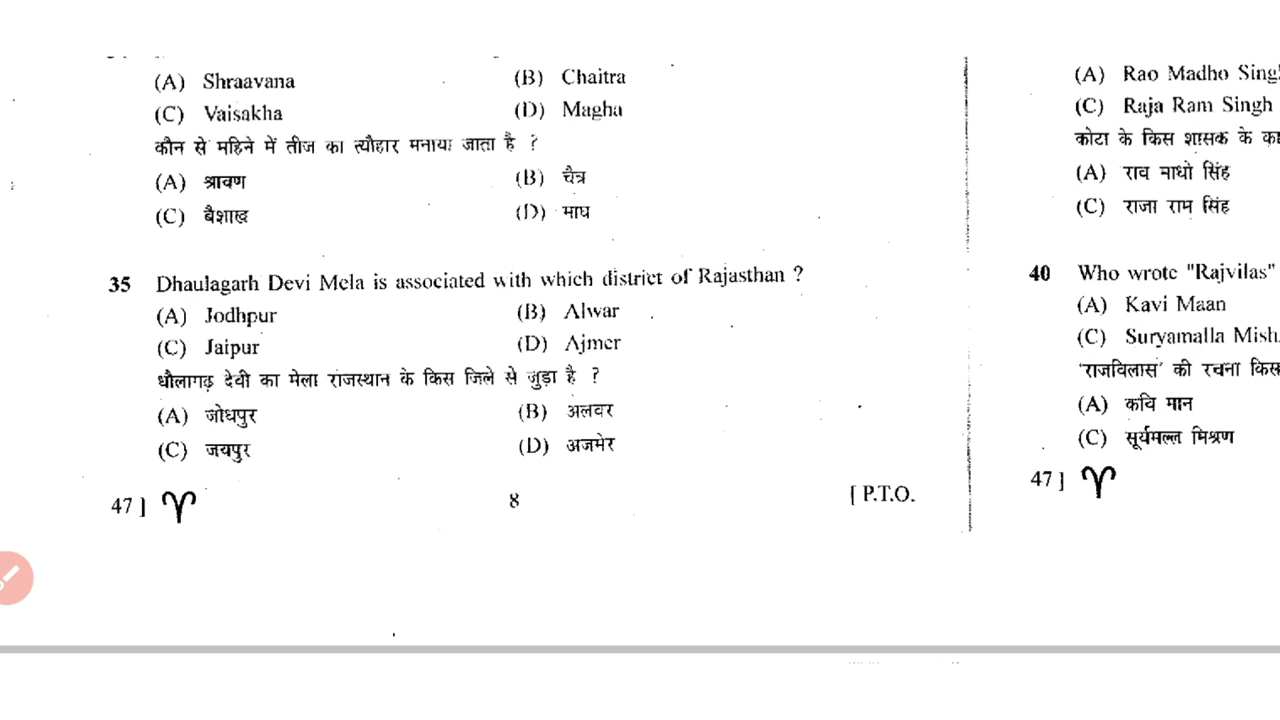 (A) Shraavana (B) Chaitra
(C) Vaisakha (D) Magha
कौन से महिने में तीज का त्यौहार मनाया जाता है ?
(A) श्रावण (B) चैत्र
(C) बैशाख (D) माघ
35 Dhaulagarh Devi Mela is associated with which district of Rajasthan ?
(A) Jodhpur (B) Alwar
(C) Jaipur (D) Ajmer
धौलागढ़ देवी का मेला राजस्थान के किस जिले से जुड़ा है ?
(A) जोधपुर (B) अलवर
(C) जयपुर (D) अजमेर
47 ] ♈ 8 [ P.T.O.
(A) Rao Madho Sing
(C) Raja Ram Singh
कोटा के किस शासक के
(A) राव माधो सिंह
(C) राजा राम सिंह
40 Who wrote "Rajvilas"
(A) Kavi Maan
(C) Suryamalla Mish
'राजविलास' की रचना किस
(A) कवि मान
(C) सूर्यमल्ल मिश्रण
47 ] ♈